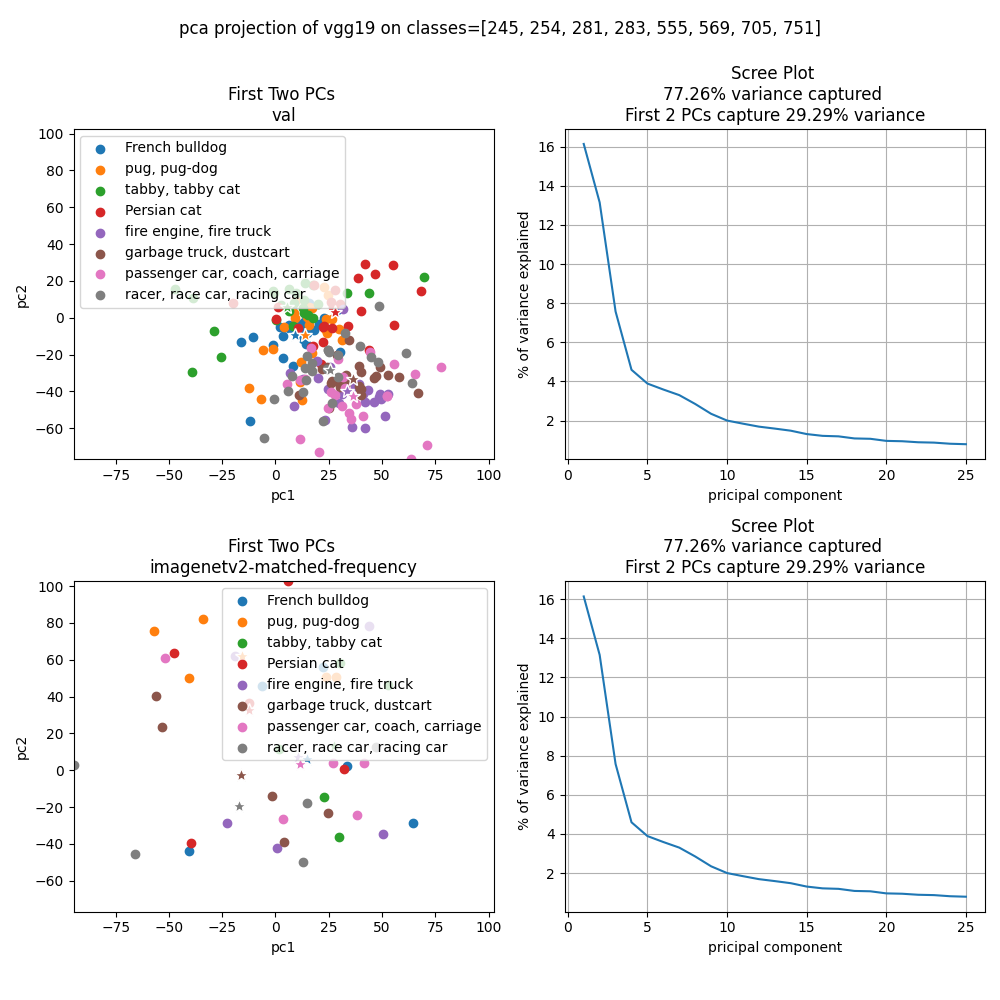 pca projection of vgg19 on classes=[245, 254, 281, 283, 555, 569, 705, 751]
First Two PCs
val
100
80
60
40
20
0
−20
−40
−60
pc2
French bulldog
pug, pug-dog
tabby, tabby cat
Persian cat
fire engine, fire truck
garbage truck, dustcart
passenger car, coach, carriage
racer, race car, racing car
−75 −50 −25 0 25 50 75 100
pc1
Scree Plot
77.26% variance captured
First 2 PCs capture 29.29% variance
16
14
12
10
8
6
4
2
% of variance explained
0 5 10 15 20 25
pricipal component
First Two PCs
imagenetv2-matched-frequency
100
80
60
40
20
0
−20
−40
−60
pc2
French bulldog
pug, pug-dog
tabby, tabby cat
Persian cat
fire engine, fire truck
garbage truck, dustcart
passenger car, coach, carriage
racer, race car, racing car
−75 −50 −25 0 25 50 75 100
pc1
Scree Plot
77.26% variance captured
First 2 PCs capture 29.29% variance
16
14
12
10
8
6
4
2
% of variance explained
0 5 10 15 20 25
pricipal component